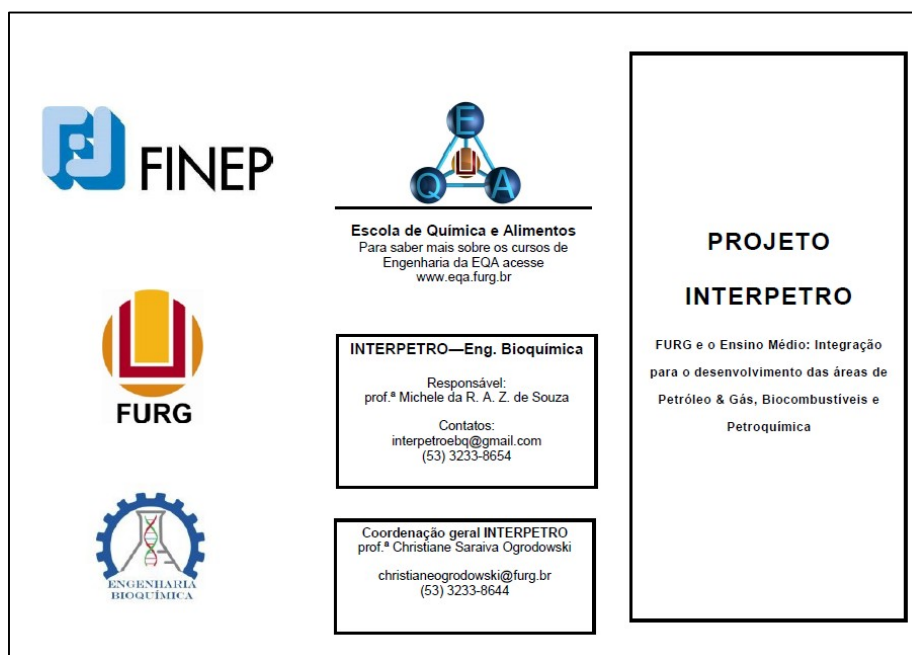 FINEP
FURG
ENGENHARIA
BIOQUÍMICA
E
Q
A
Escola de Química e Alimentos
Para saber mais sobre os cursos de
Engenharia da EQA acesse
www.eqa.furg.br
INTERPETRO—Eng. Bioquímica
Responsável:
prof.ª Michele da R. A. Z. de Souza
Contatos:
interpetroebq@gmail.com
(53) 3233-8654
Coordenação geral INTERPETRO
prof.ª Christiane Saraiva Ogrodowski
christianeogrodowski@furg.br
(53) 3233-8644
PROJETO
INTERPETRO
FURG e o Ensino Médio: Integração
para o desenvolvimento das áreas de
Petróleo & Gás, Biocombustíveis e
Petroquímica